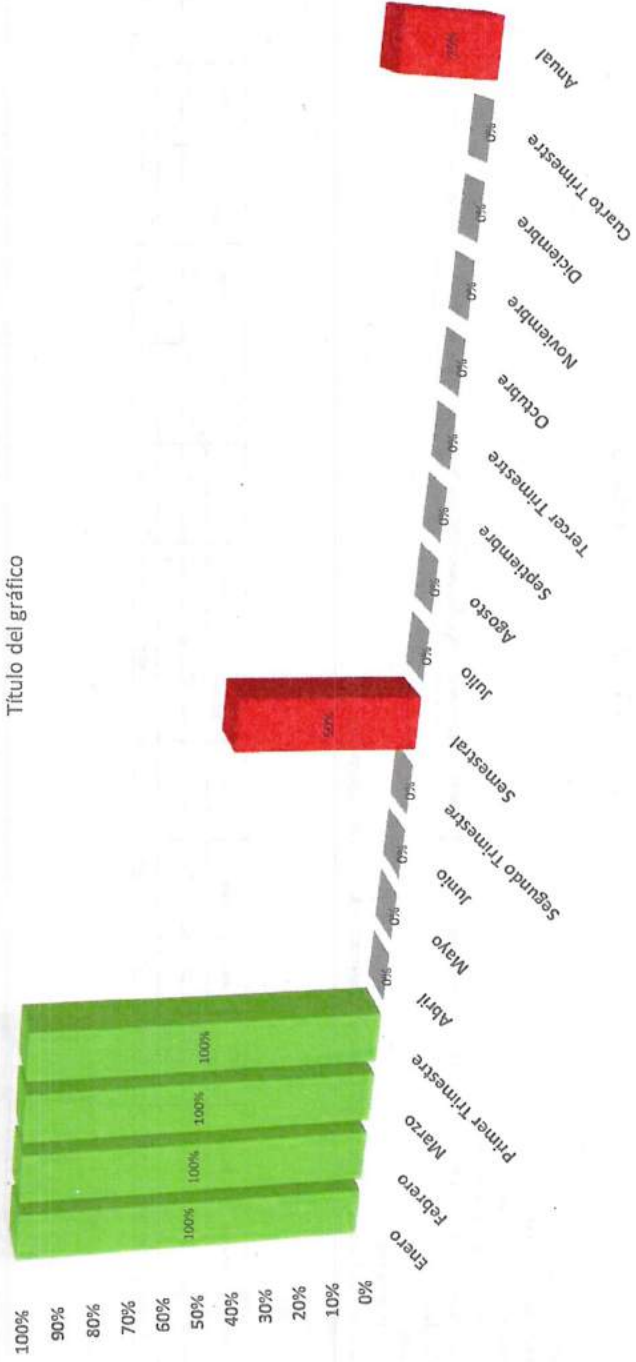 Título del gráfico
100%
90%
80%
70%
60%
50%
40%
30%
20%
10%
0%
100%
100%
100%
100%
0%
0%
0%
0%
50%
0%
0%
0%
0%
0%
0%
0%
0%
25%
Enero
Febrero
Marzo
Primer Trimestre
Abril
Mayo
Junio
Segundo Trimestre
Semestral
Julio
Agosto
Septiembre
Tercer Trimestre
Octubre
Noviembre
Diciembre
Cuarto Trimestre
Anual